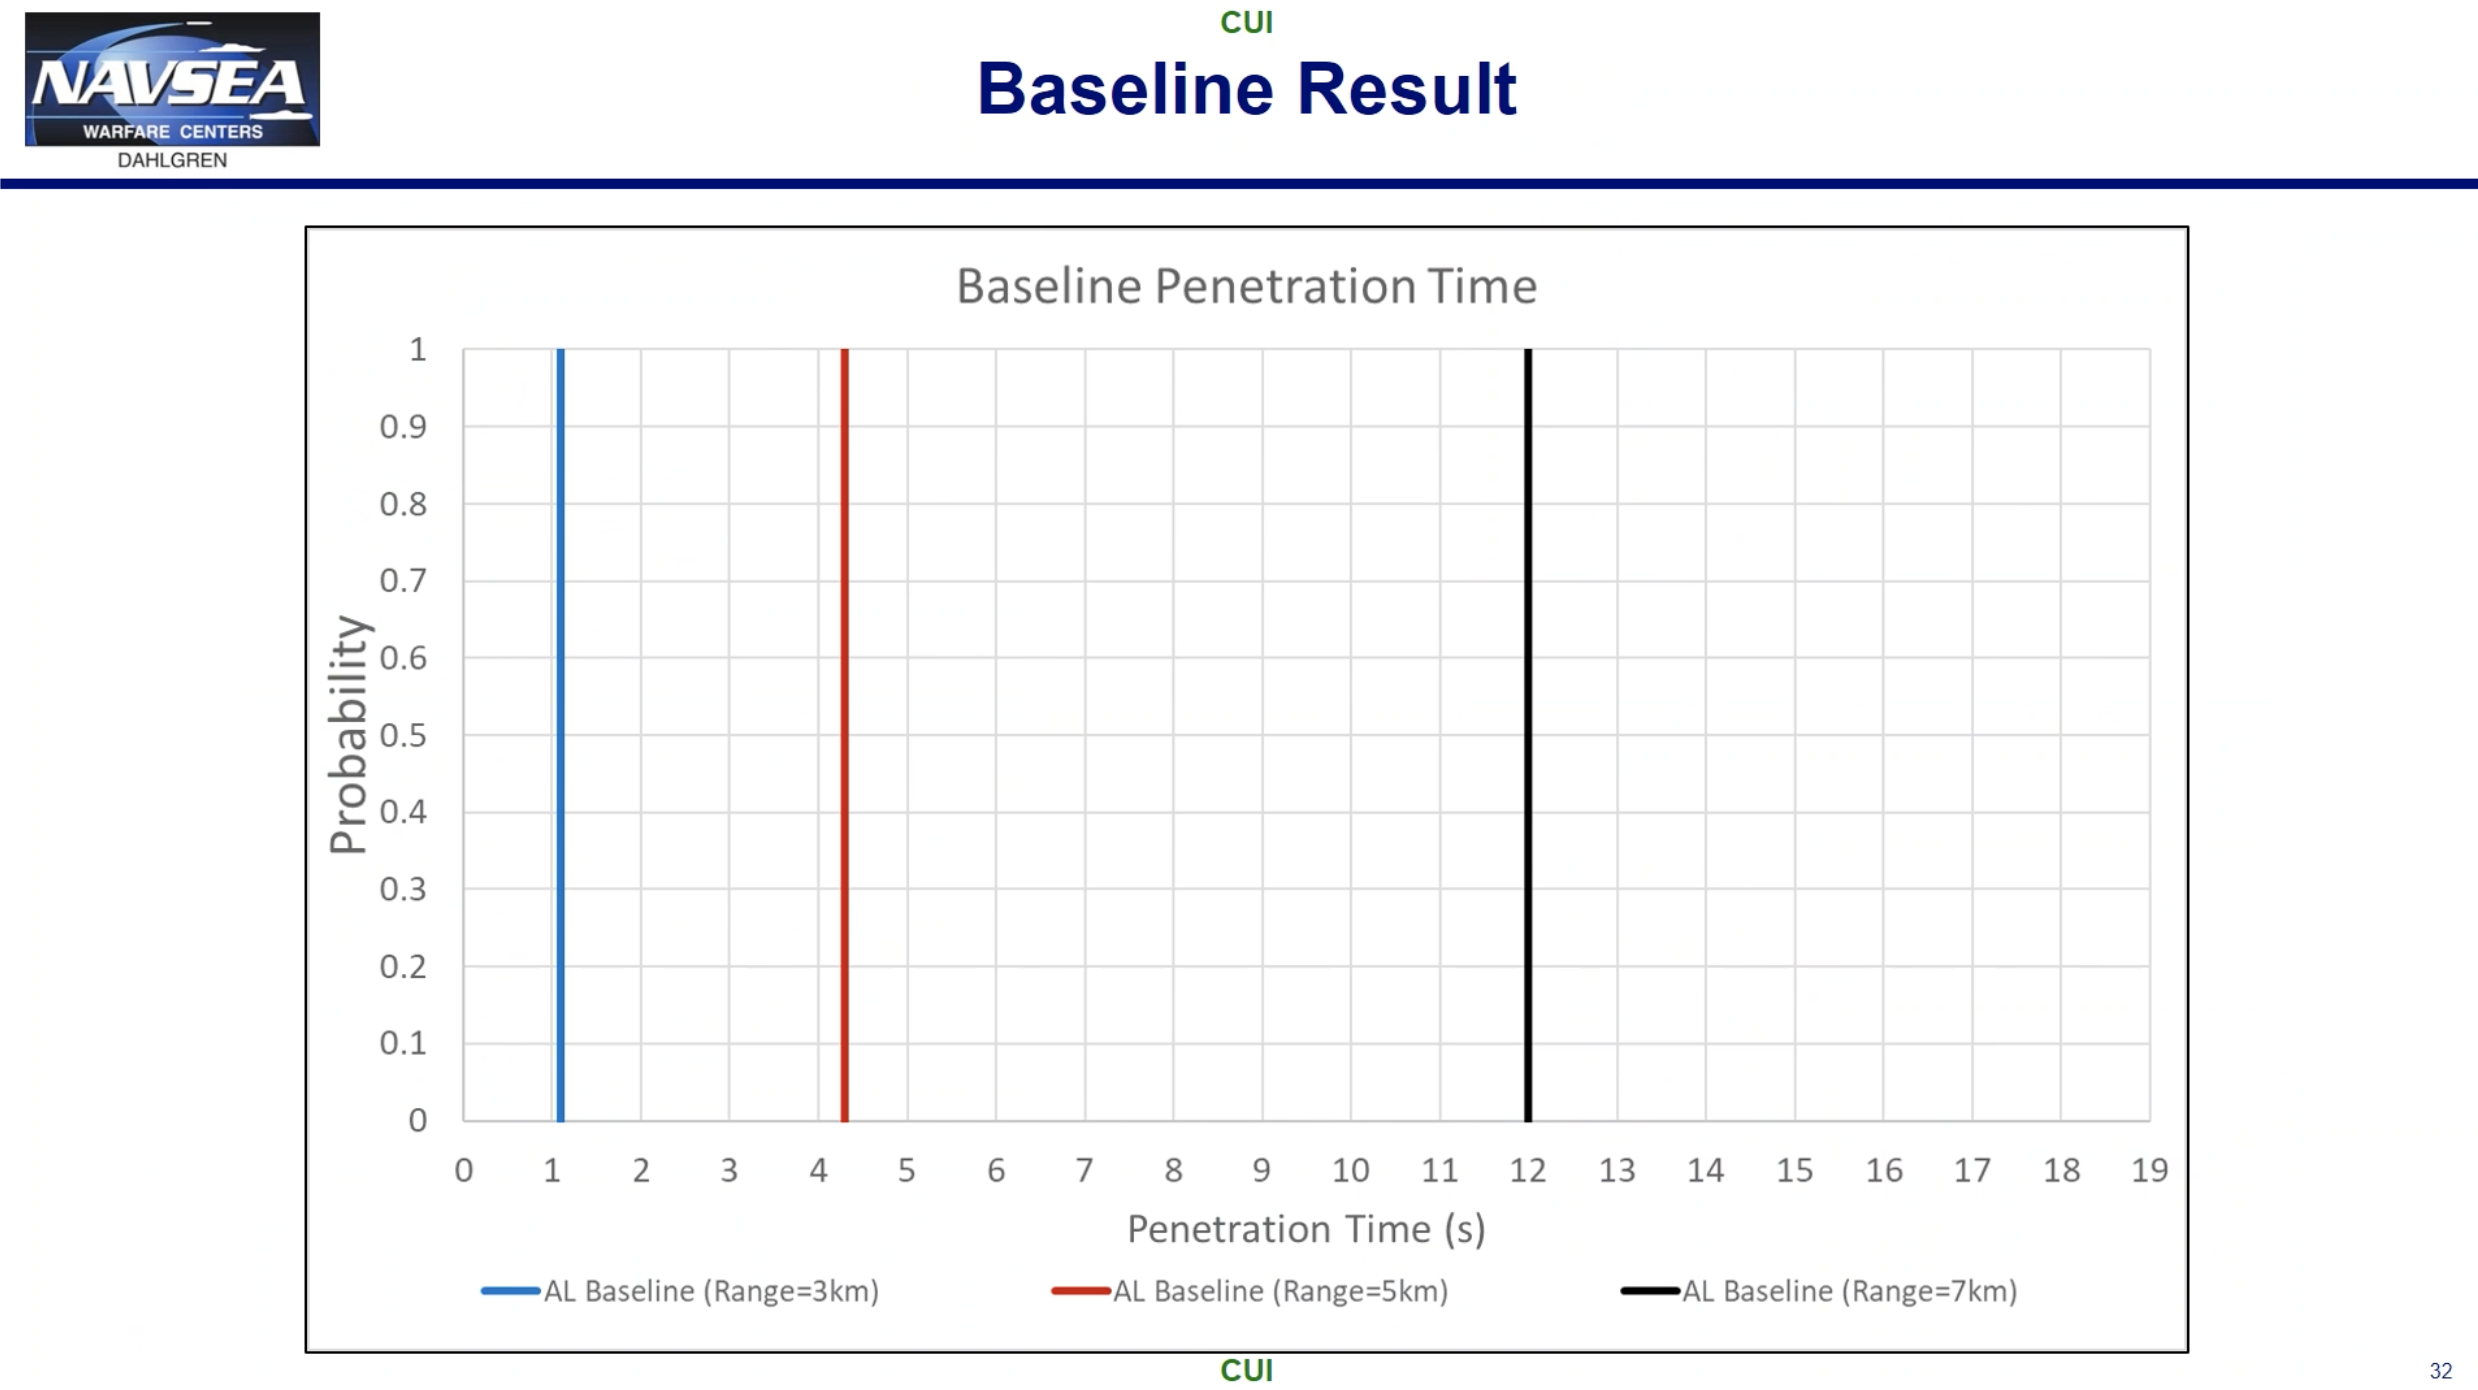 CUI
NAVSEA
WARFARE CENTERS
DAHLGREN
Baseline Result
Baseline Penetration Time
Probability
1
0.9
0.8
0.7
0.6
0.5
0.4
0.3
0.2
0.1
0
0 1 2 3 4 5 6 7 8 9 10 11 12 13 14 15 16 17 18 19
Penetration Time (s)
AL Baseline (Range=3km) AL Baseline (Range=5km) AL Baseline (Range=7km)
CUI
32